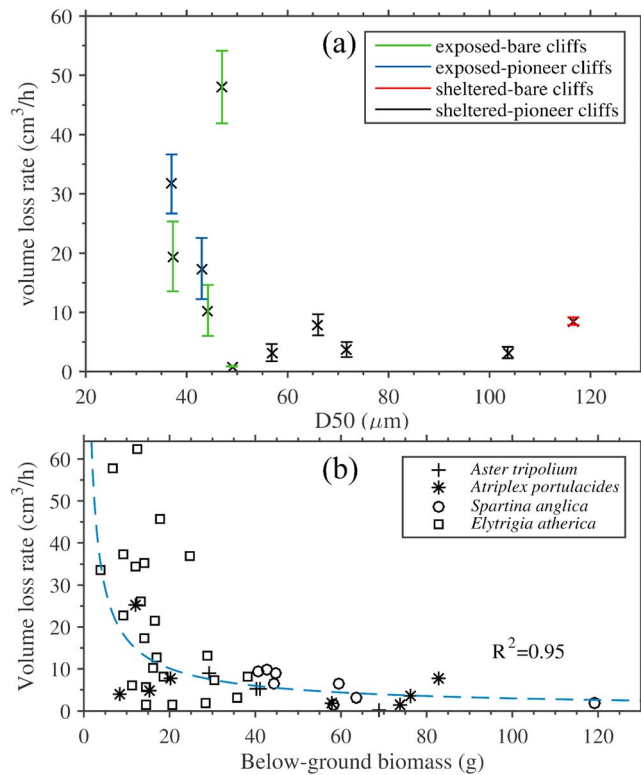 (a)
exposed-bare cliffs
exposed-pioneer cliffs
sheltered-bare cliffs
sheltered-pioneer cliffs
volume loss rate (cm³/h)
60
50
40
30
20
10
0
20 40 60 80 100 120
D50 (μm)
(b)
Aster tripolium
Atriplex portulacides
Spartina anglica
Elytrigia atherica
R²=0.95
Volume loss rate (cm³/h)
60
50
40
30
20
10
0
0 20 40 60 80 100 120
Below-ground biomass (g)